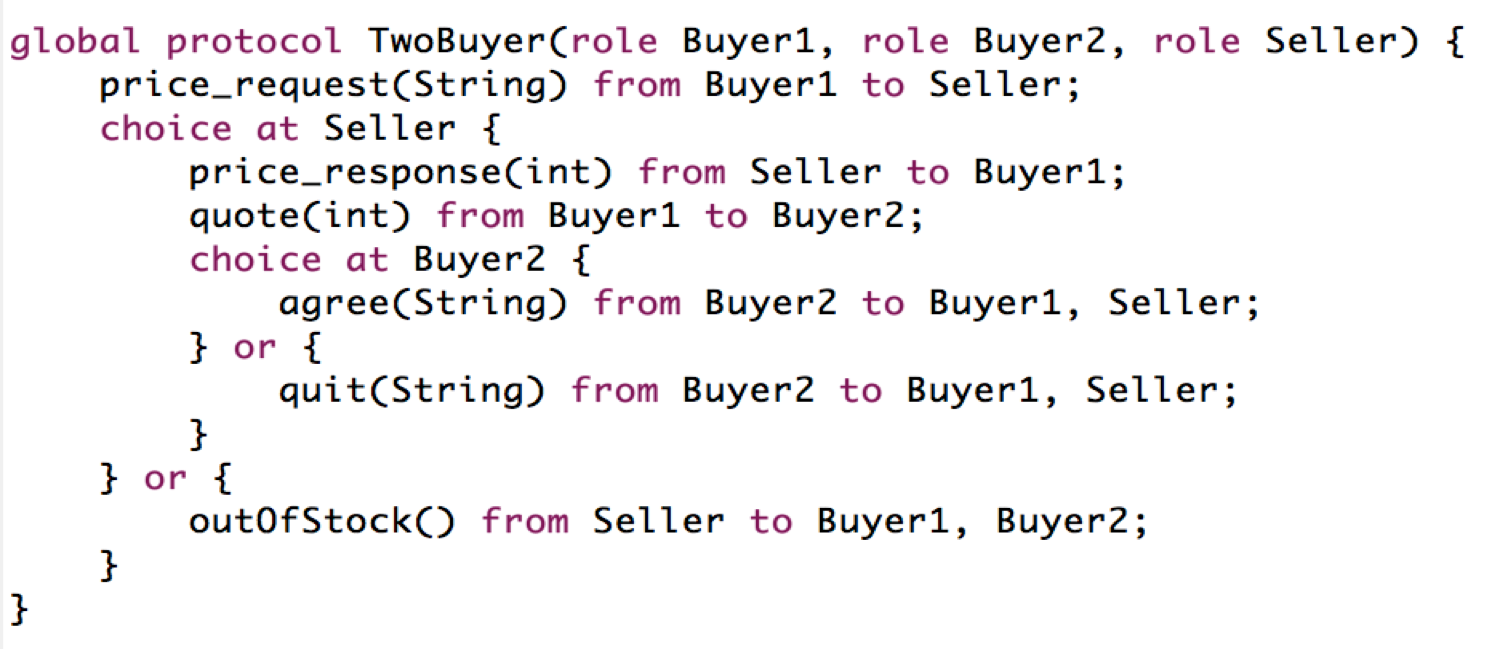 global protocol TwoBuyer(role Buyer1, role Buyer2, role Seller) {
    price_request(String) from Buyer1 to Seller;
    choice at Seller {
        price_response(int) from Seller to Buyer1;
        quote(int) from Buyer1 to Buyer2;
        choice at Buyer2 {
            agree(String) from Buyer2 to Buyer1, Seller;
        } or {
            quit(String) from Buyer2 to Buyer1, Seller;
        }
    } or {
        outOfStock() from Seller to Buyer1, Buyer2;
    }
}